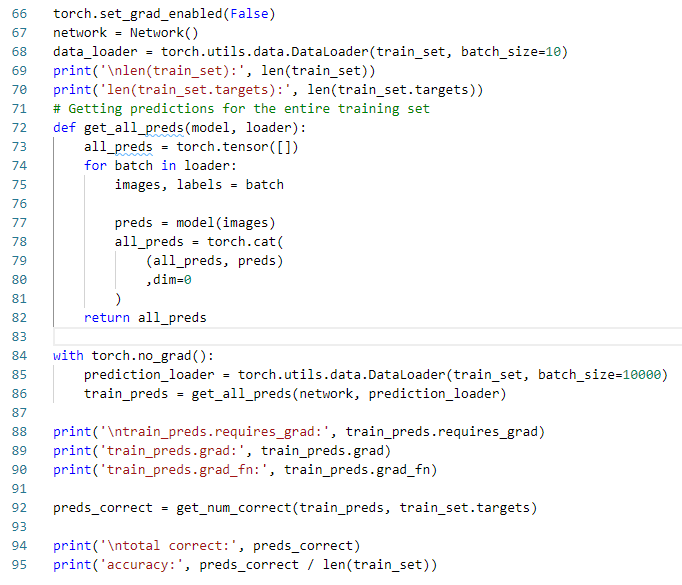 66 torch.set_grad_enabled(False)
67 network = Network()
68 data_loader = torch.utils.data.DataLoader(train_set, batch_size=10)
69 print('\nlen(train_set):', len(train_set))
70 print('len(train_set.targets):', len(train_set.targets))
71 # Getting predictions for the entire training set
72 def get_all_preds(model, loader):
73     all_preds = torch.tensor([])
74     for batch in loader:
75         images, labels = batch
76
77         preds = model(images)
78         all_preds = torch.cat(
79             (all_preds, preds)
80             ,dim=0
81         )
82     return all_preds
83
84 with torch.no_grad():
85     prediction_loader = torch.utils.data.DataLoader(train_set, batch_size=10000)
86     train_preds = get_all_preds(network, prediction_loader)
87
88 print('\ntrain_preds.requires_grad:', train_preds.requires_grad)
89 print('train_preds.grad:', train_preds.grad)
90 print('train_preds.grad_fn:', train_preds.grad_fn)
91
92 preds_correct = get_num_correct(train_preds, train_set.targets)
93
94 print('\ntotal correct:', preds_correct)
95 print('accuracy:', preds_correct / len(train_set))